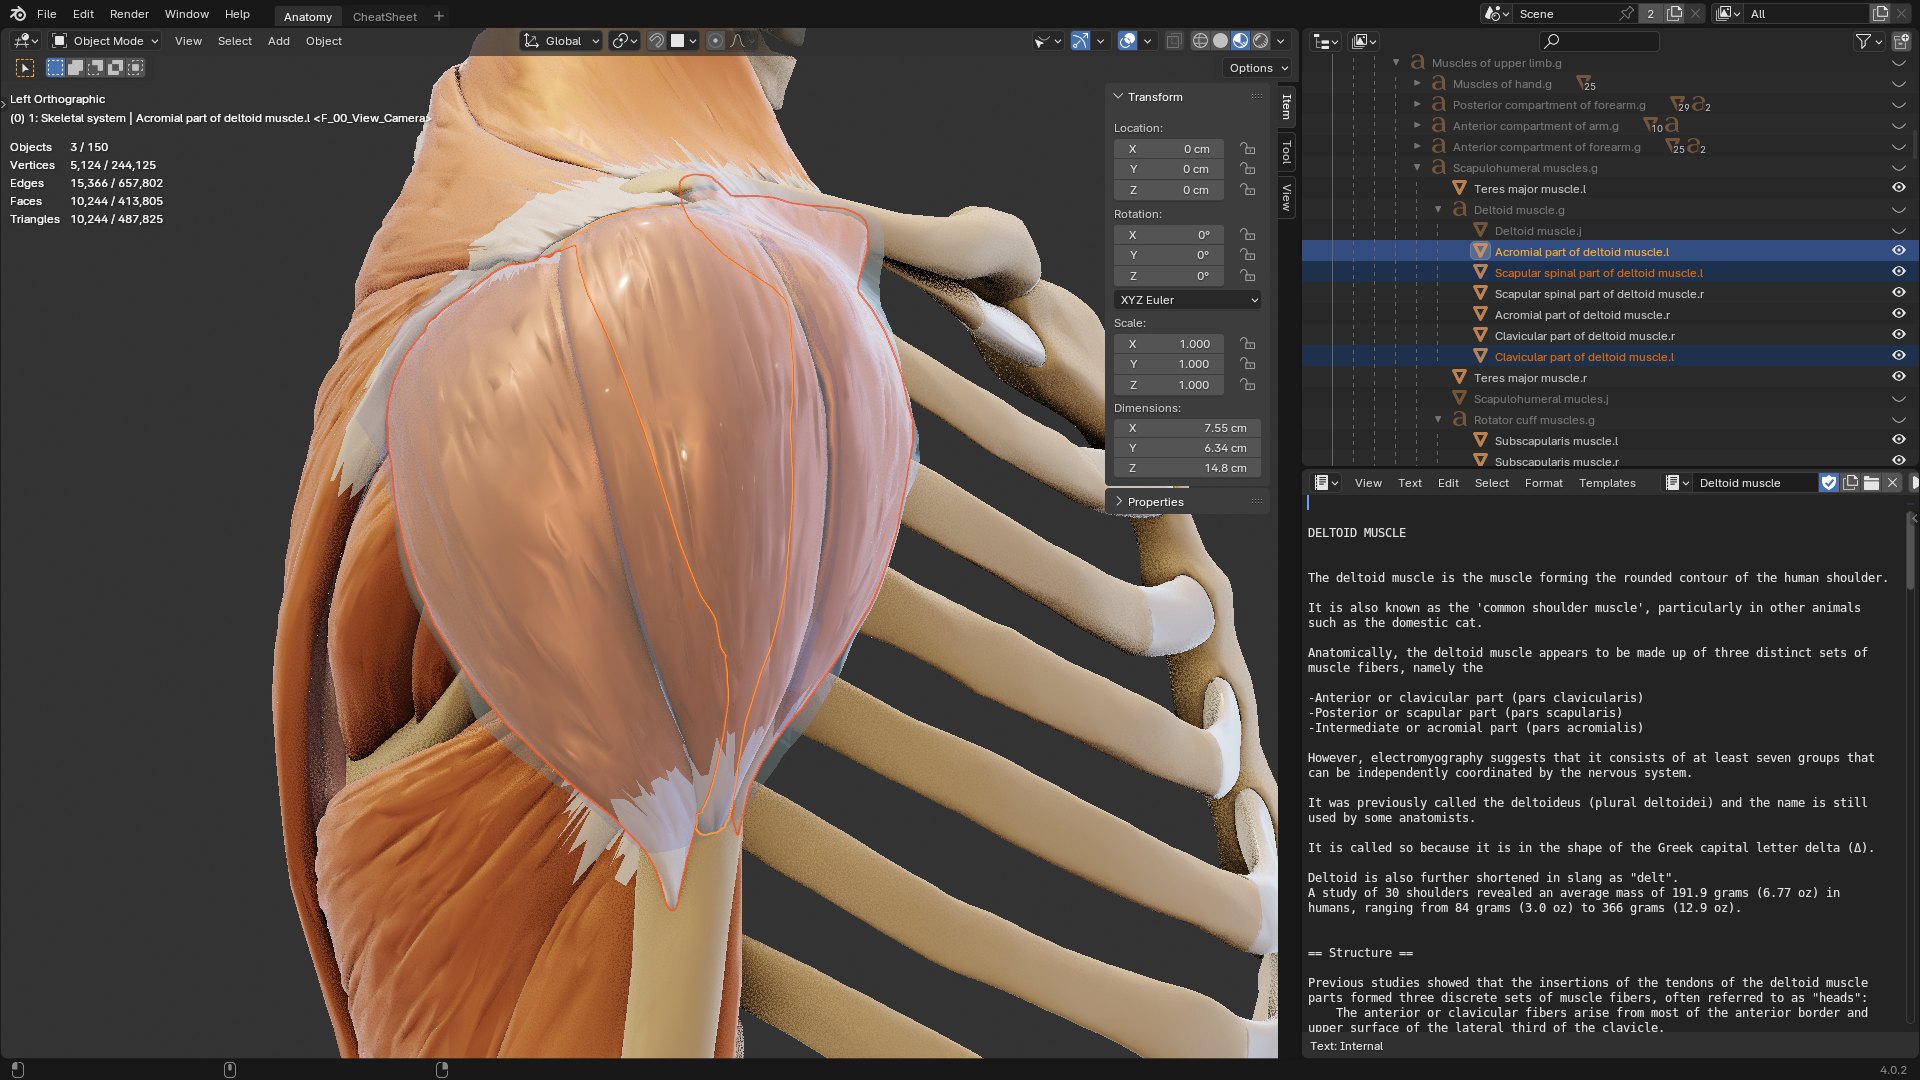 File Edit Render Window Help Anatomy CheatSheet + Scene 2 All
Object Mode View Select Add Object Global
Options
Left Orthographic
(0) 1: Skeletal system | Acromial part of deltoid muscle.l <F_00_View_Camera>
Objects 3 / 150
Vertices 5,124 / 244,125
Edges 15,366 / 657,802
Faces 10,244 / 413,805
Triangles 10,244 / 487,825
Transform
Location:
X 0 cm
Y 0 cm
Z 0 cm
Rotation:
X 0°
Y 0°
Z 0°
XYZ Euler
Scale:
X 1.000
Y 1.000
Z 1.000
Dimensions:
X 7.55 cm
Y 6.34 cm
Z 14.8 cm
Properties
Item
Tool
View
Muscles of upper limb.g
Muscles of hand.g 25
Posterior compartment of forearm.g 29 2
Anterior compartment of arm.g 10
Anterior compartment of forearm.g 25 2
Scapulohumeral muscles.g
Teres major muscle.l
Deltoid muscle.g
Deltoid muscle.j
Acromial part of deltoid muscle.l
Scapular spinal part of deltoid muscle.l
Scapular spinal part of deltoid muscle.r
Acromial part of deltoid muscle.r
Clavicular part of deltoid muscle.r
Clavicular part of deltoid muscle.l
Teres major muscle.r
Scapulohumeral mucles.j
Rotator cuff muscles.g
Subscapularis muscle.l
Subscapularis muscle.r
View Text Edit Select Format Templates Deltoid muscle
DELTOID MUSCLE
The deltoid muscle is the muscle forming the rounded contour of the human shoulder.
It is also known as the 'common shoulder muscle', particularly in other animals
such as the domestic cat.
Anatomically, the deltoid muscle appears to be made up of three distinct sets of
muscle fibers, namely the
-Anterior or clavicular part (pars clavicularis)
-Posterior or scapular part (pars scapularis)
-Intermediate or acromial part (pars acromialis)
However, electromyography suggests that it consists of at least seven groups that
can be independently coordinated by the nervous system.
It was previously called the deltoideus (plural deltoidei) and the name is still
used by some anatomists.
It is called so because it is in the shape of the Greek capital letter delta (Δ).
Deltoid is also further shortened in slang as "delt".
A study of 30 shoulders revealed an average mass of 191.9 grams (6.77 oz) in
humans, ranging from 84 grams (3.0 oz) to 366 grams (12.9 oz).
== Structure ==
Previous studies showed that the insertions of the tendons of the deltoid muscle
parts formed three discrete sets of muscle fibers, often referred to as "heads":
The anterior or clavicular fibers arise from most of the anterior border and
upper surface of the lateral third of the clavicle.
Text: Internal
4.0.2